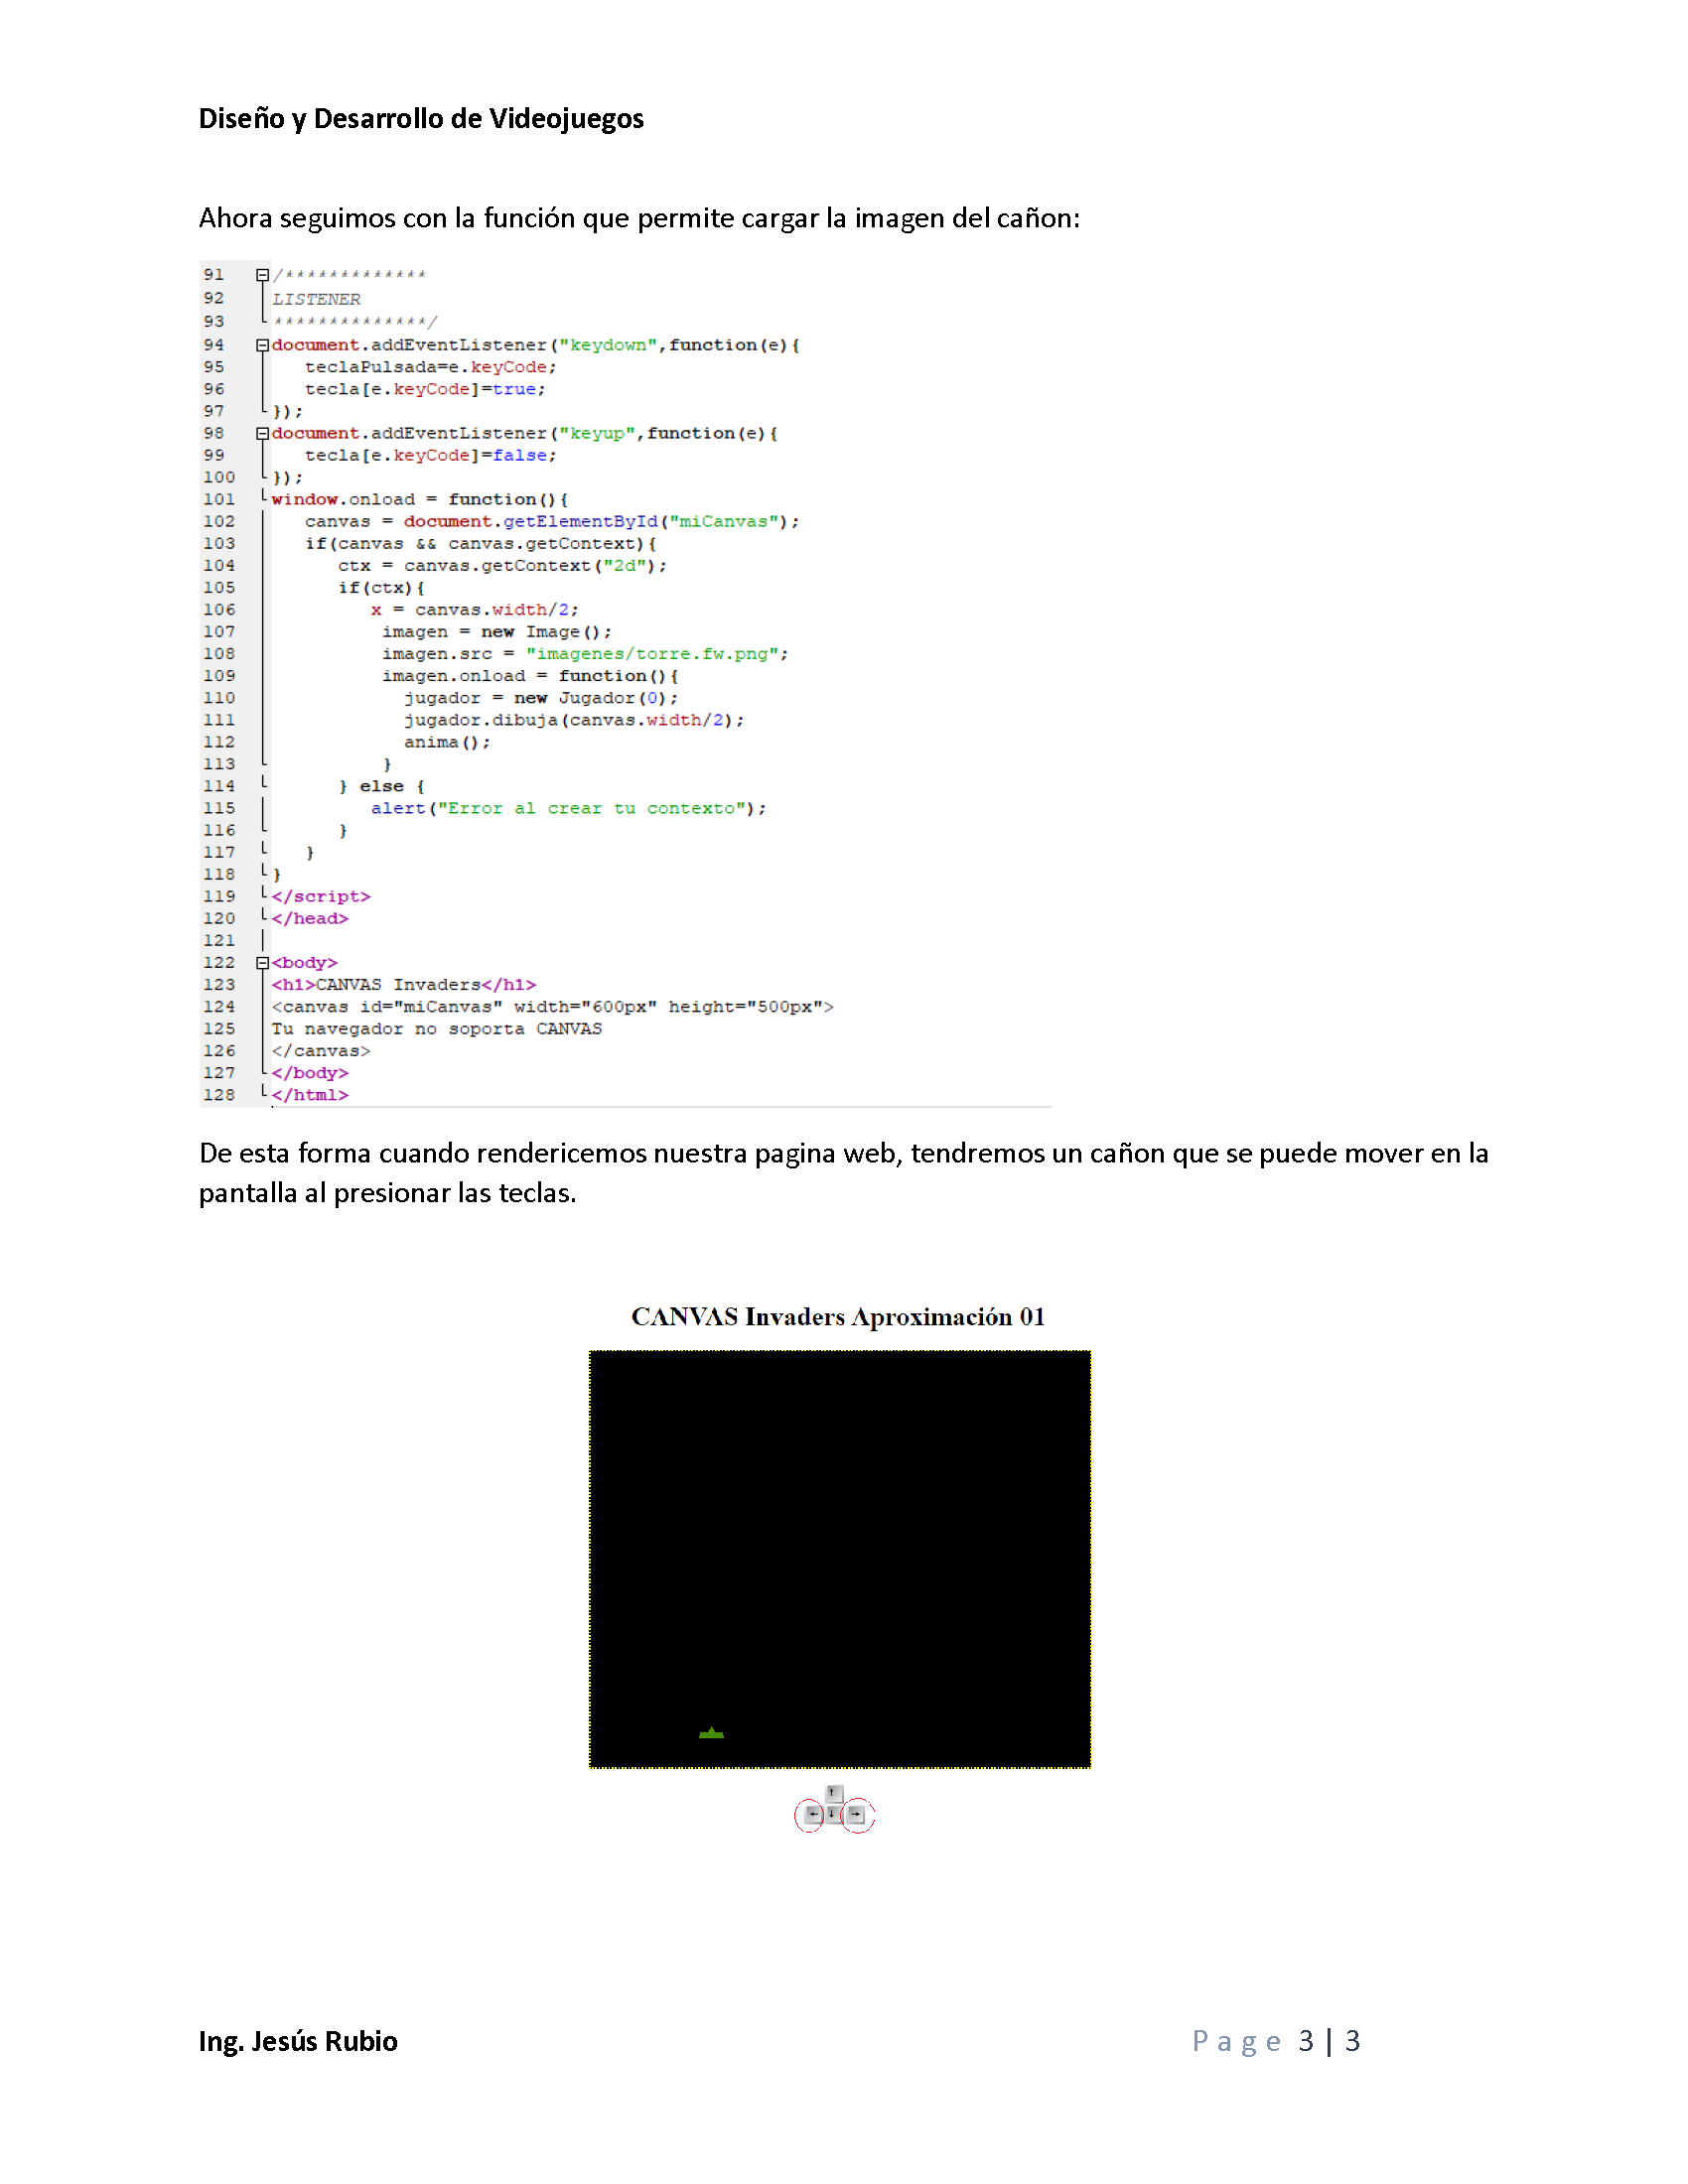 Diseño y Desarrollo de Videojuegos
Ahora seguimos con la función que permite cargar la imagen del cañon:
91 /*************
92 LISTENER
93 **************/
94 document.addEventListener("keydown",function(e){
95    teclaPulsada=e.keyCode;
96    tecla[e.keyCode]=true;
97 });
98 document.addEventListener("keyup",function(e){
99    tecla[e.keyCode]=false;
100 });
101 window.onload = function(){
102    canvas = document.getElementById("miCanvas");
103    if(canvas && canvas.getContext){
104       ctx = canvas.getContext("2d");
105       if(ctx){
106          x = canvas.width/2;
107           imagen = new Image();
108           imagen.src = "imagenes/torre.fw.png";
109           imagen.onload = function(){
110             jugador = new Jugador(0);
111             jugador.dibuja(canvas.width/2);
112             anima();
113           }
114       } else {
115          alert("Error al crear tu contexto");
116       }
117    }
118 }
119 </script>
120 </head>
121
122 <body>
123 <h1>CANVAS Invaders</h1>
124 <canvas id="miCanvas" width="600px" height="500px">
125 Tu navegador no soporta CANVAS
126 </canvas>
127 </body>
128 </html>
De esta forma cuando rendericemos nuestra pagina web, tendremos un cañon que se puede mover en la
pantalla al presionar las teclas.
CANVAS Invaders Aproximación 01
↑
← ↓ →
Ing. Jesús Rubio Page 3 | 3